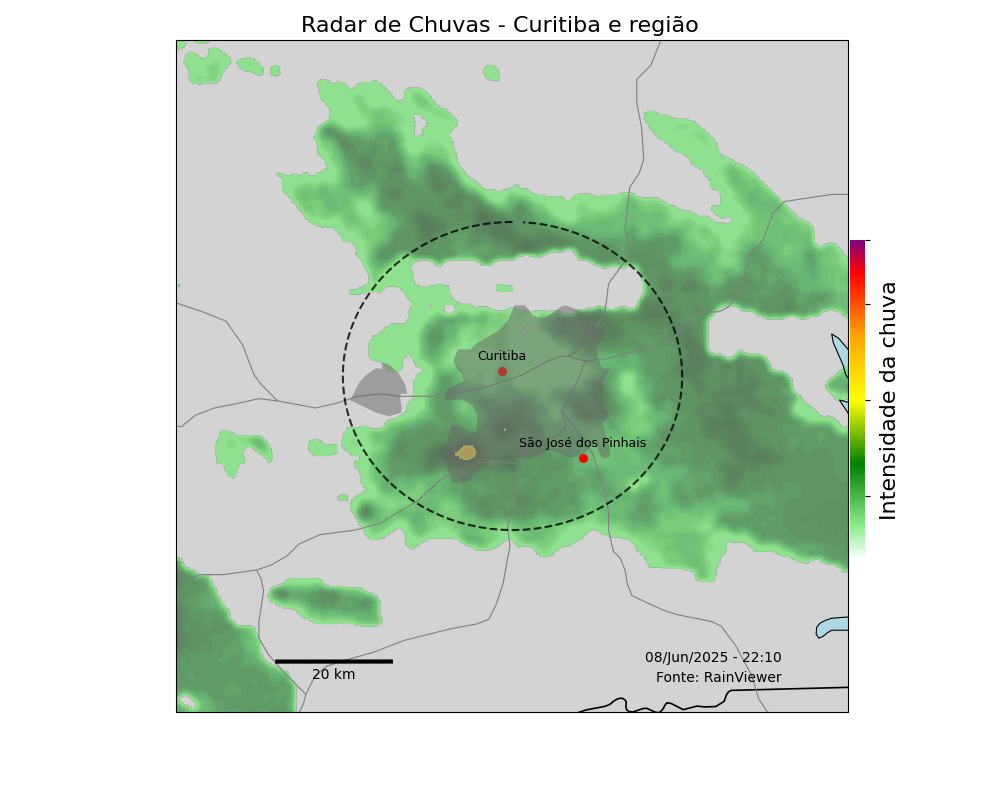 Radar de Chuvas - Curitiba e região
Curitiba
São José dos Pinhais
Intensidade da chuva
20 km
08/Jun/2025 - 22:10
Fonte: RainViewer